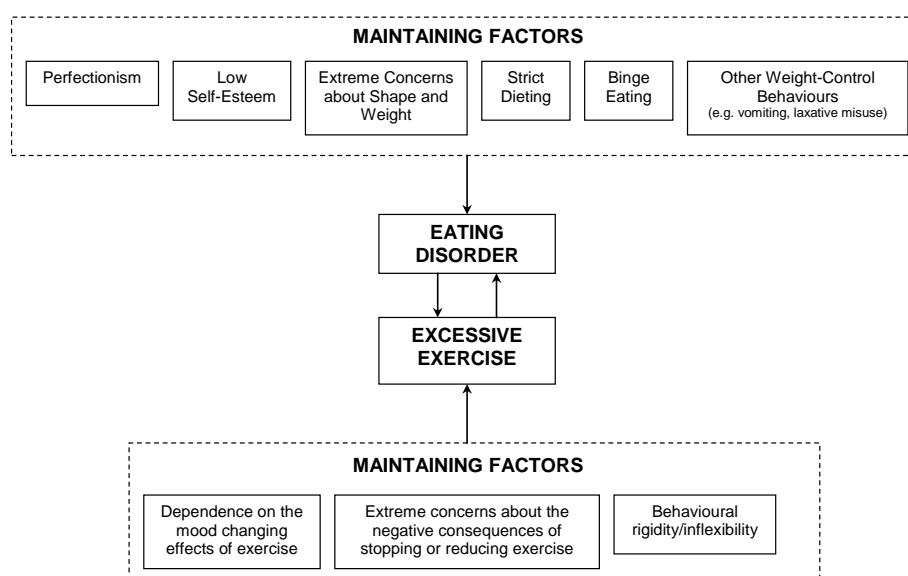 MAINTAINING FACTORS
Perfectionism
Low
Self-Esteem
Extreme Concerns
about Shape and
Weight
Strict
Dieting
Binge
Eating
Other Weight-Control
Behaviours
(e.g. vomiting, laxative misuse)
EATING
DISORDER
EXCESSIVE
EXERCISE
MAINTAINING FACTORS
Dependence on the
mood changing
effects of exercise
Extreme concerns about the
negative consequences of
stopping or reducing exercise
Behavioural
rigidity/inflexibility